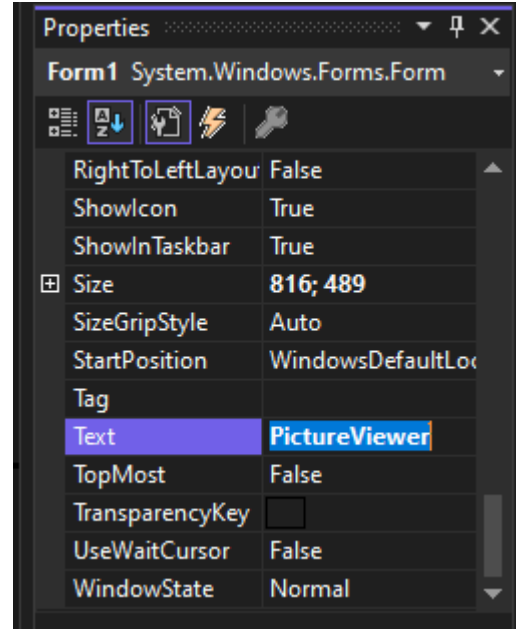 Properties
Form1 System.Windows.Forms.Form
RightToLeftLayou False
ShowIcon True
ShowInTaskbar True
Size 816; 489
SizeGripStyle Auto
StartPosition WindowsDefaultLoc
Tag
Text PictureViewer
TopMost False
TransparencyKey
UseWaitCursor False
WindowState Normal